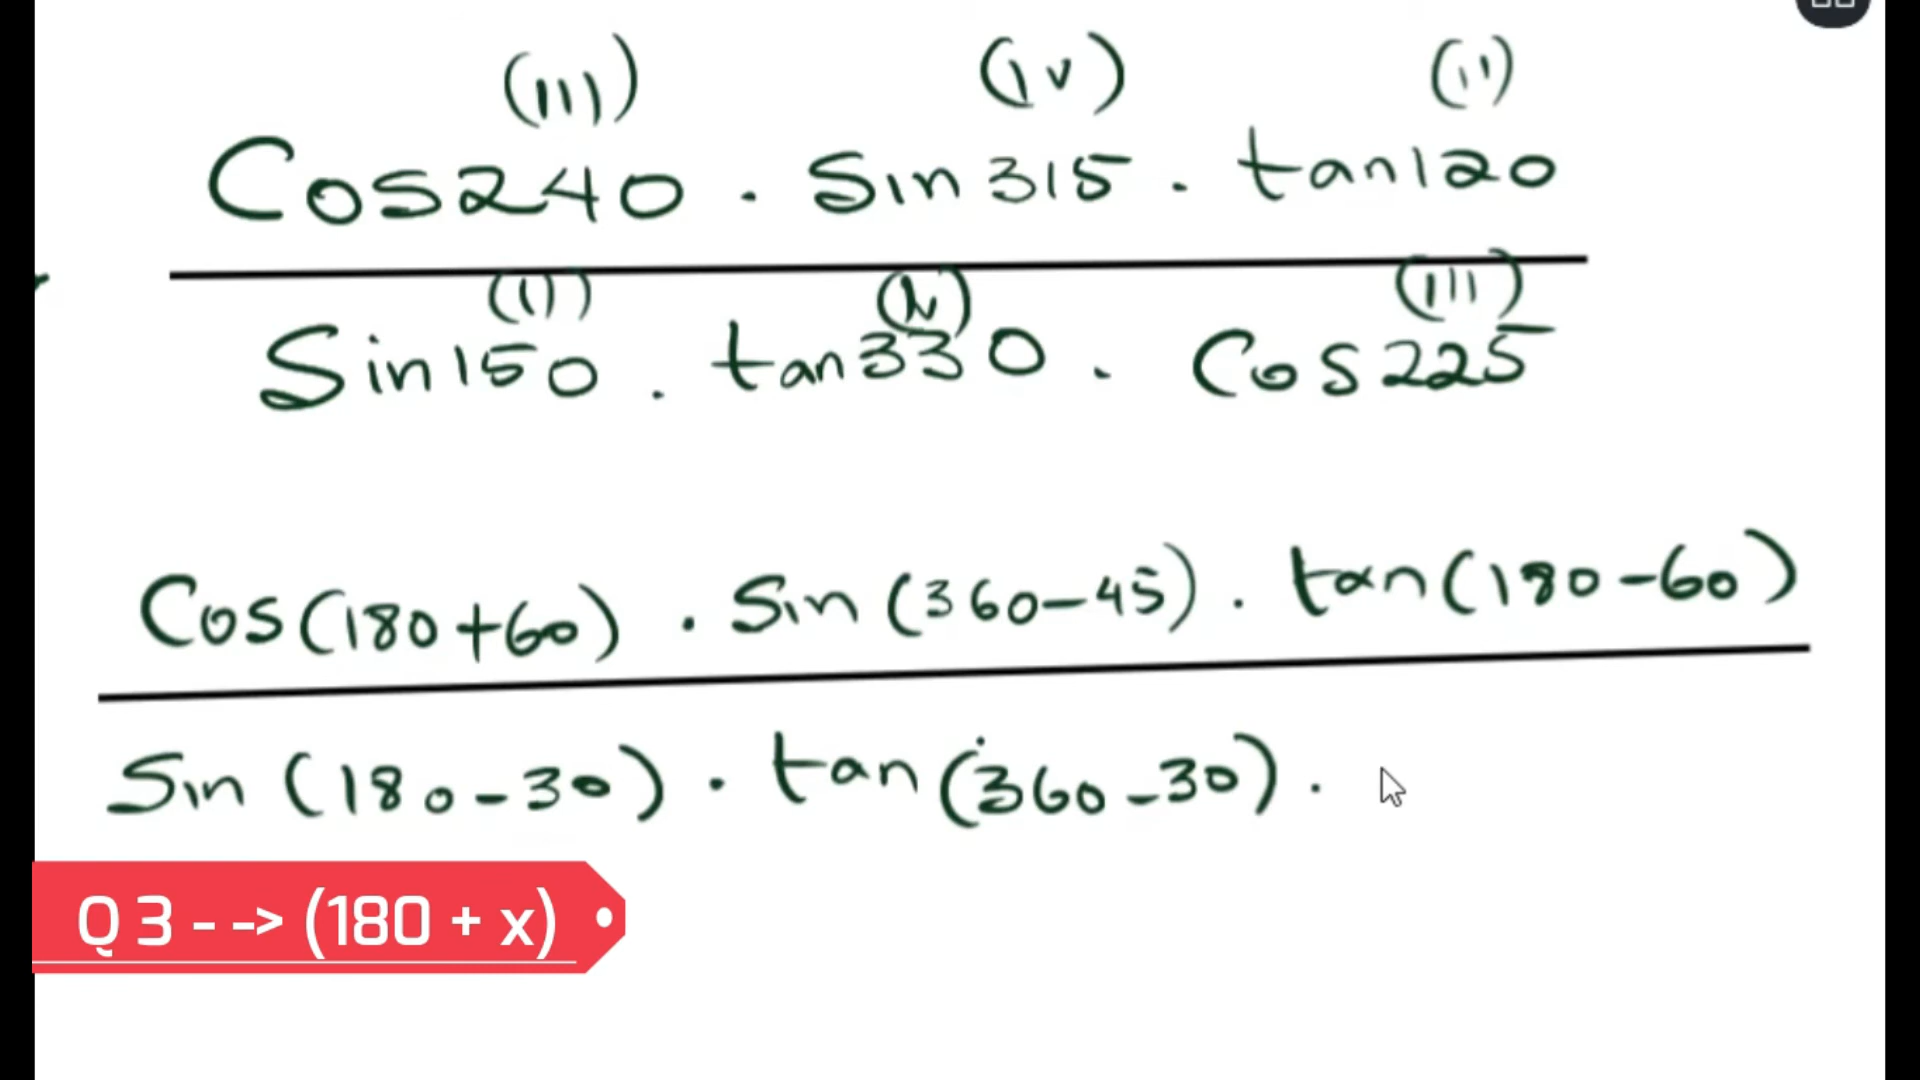 (III) (IV) (II)
Cos240 . Sin315 . tan120
(II) (IV) (III)
Sin150 . tan330 . Cos225
Cos(180+60) . Sin(360-45) . tan(180-60)
Sin(180-30) . tan(360-30) .
Q 3 - -> (180 + x)